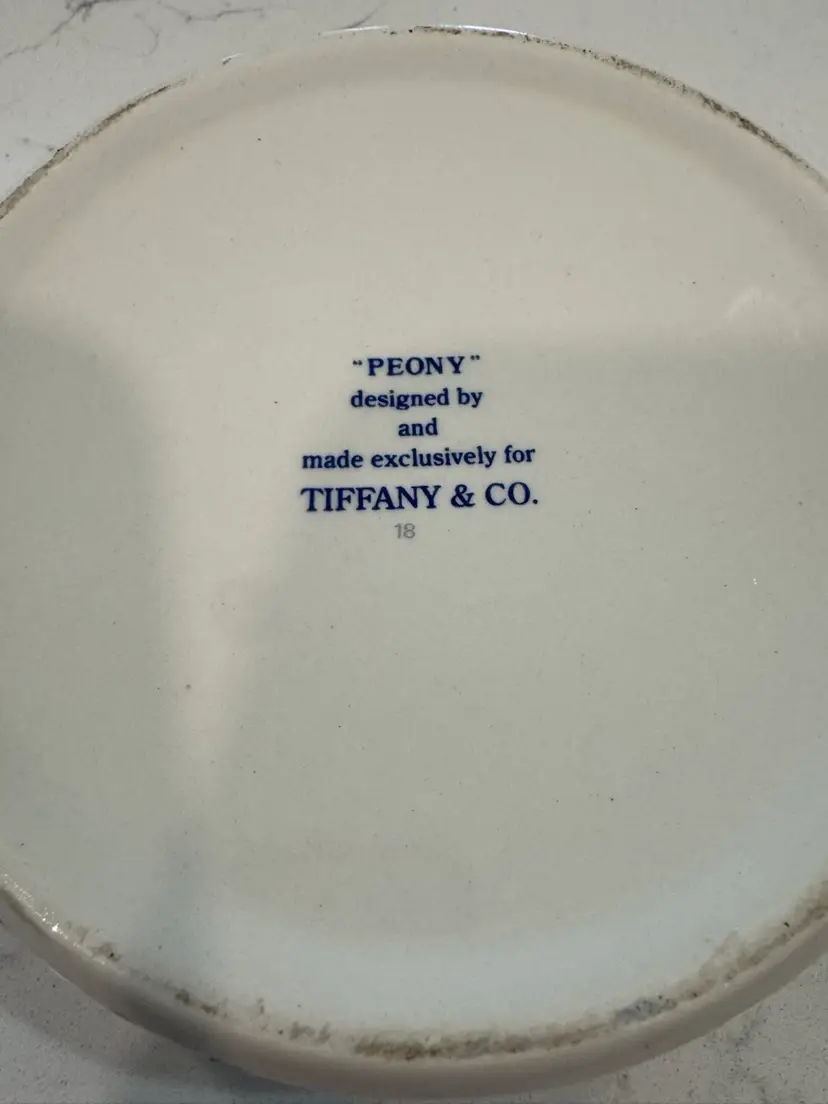 “PEONY”
designed by
and
made exclusively for
TIFFANY & CO.
18